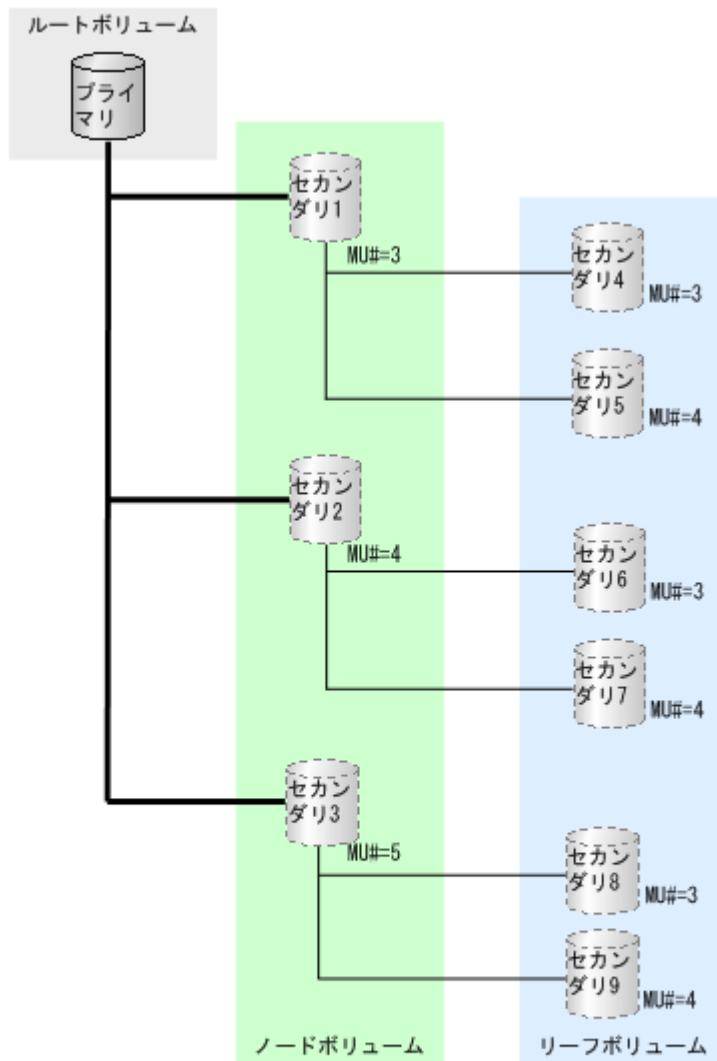 ルートボリューム
プライ
マリ
セカン
ダリ1
MU#=3
セカン
ダリ4
MU#=3
セカン
ダリ5
MU#=4
セカン
ダリ2
MU#=4
セカン
ダリ6
MU#=3
セカン
ダリ7
MU#=4
セカン
ダリ3
MU#=5
セカン
ダリ8
MU#=3
セカン
ダリ9
MU#=4
ノードボリューム
リーフボリューム